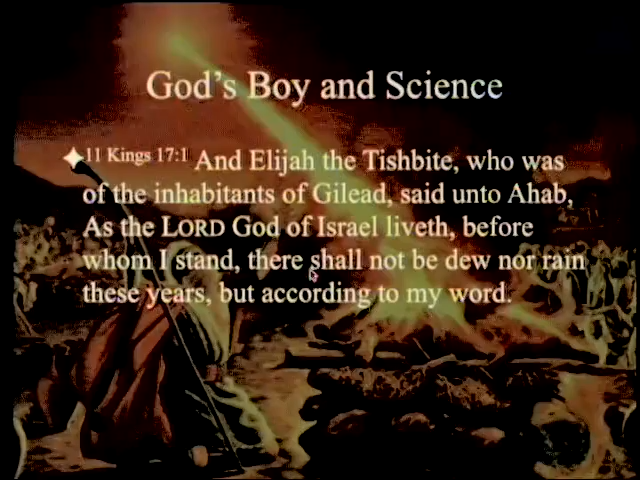 God's Boy and Science
11 Kings 17:1 And Elijah the Tishbite, who was
of the inhabitants of Gilead, said unto Ahab,
As the LORD God of Israel liveth, before
whom I stand, there shall not be dew nor rain
these years, but according to my word.